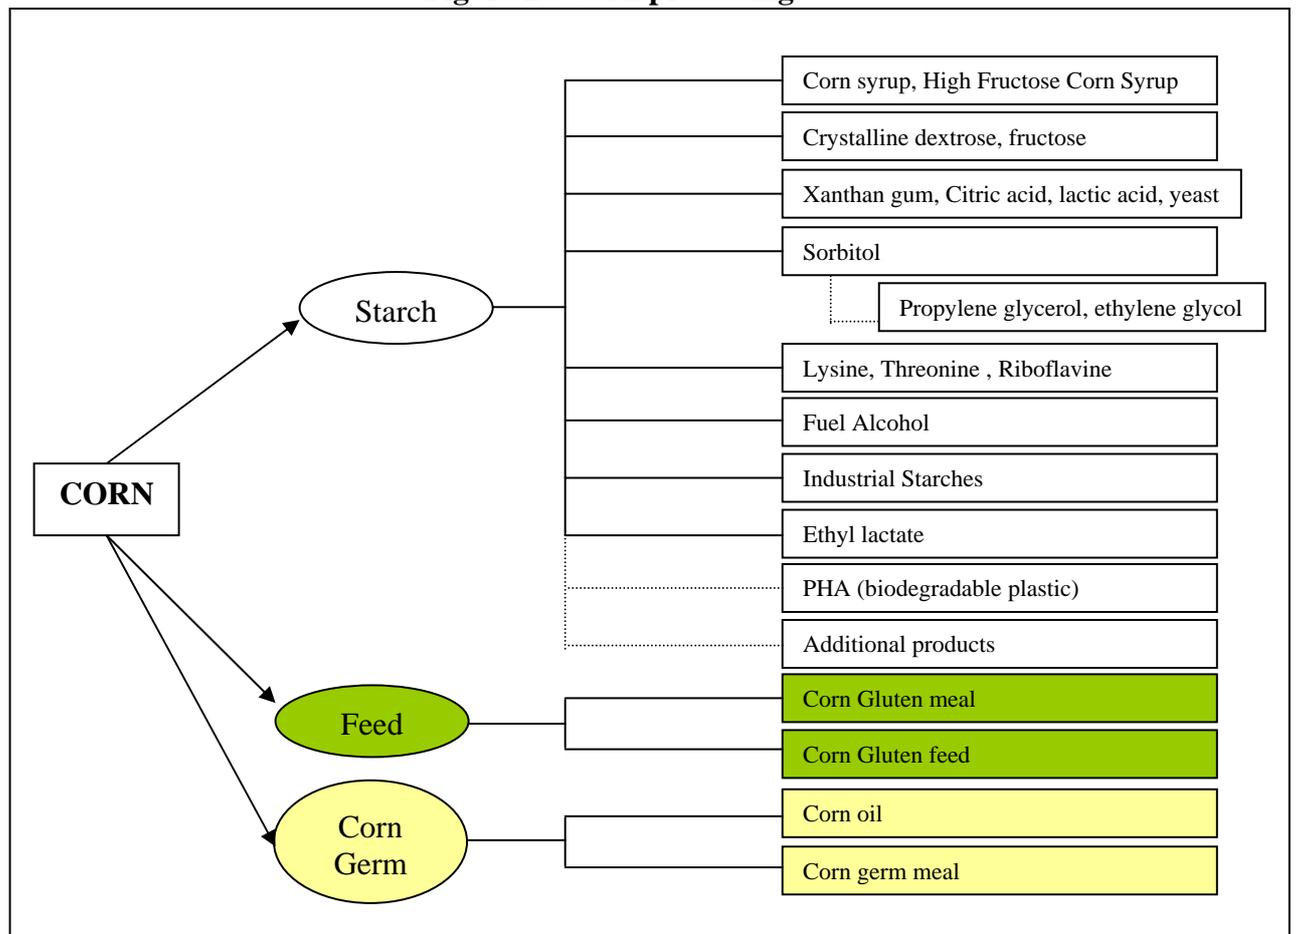 Corn syrup, High Fructose Corn Syrup
Crystalline dextrose, fructose
Xanthan gum, Citric acid, lactic acid, yeast
Sorbitol
Propylene glycerol, ethylene glycol
Starch
Lysine, Threonine , Riboflavine
Fuel Alcohol
Industrial Starches
CORN
Ethyl lactate
PHA (biodegradable plastic)
Additional products
Feed
Corn Gluten meal
Corn Gluten feed
Corn
Germ
Corn oil
Corn germ meal